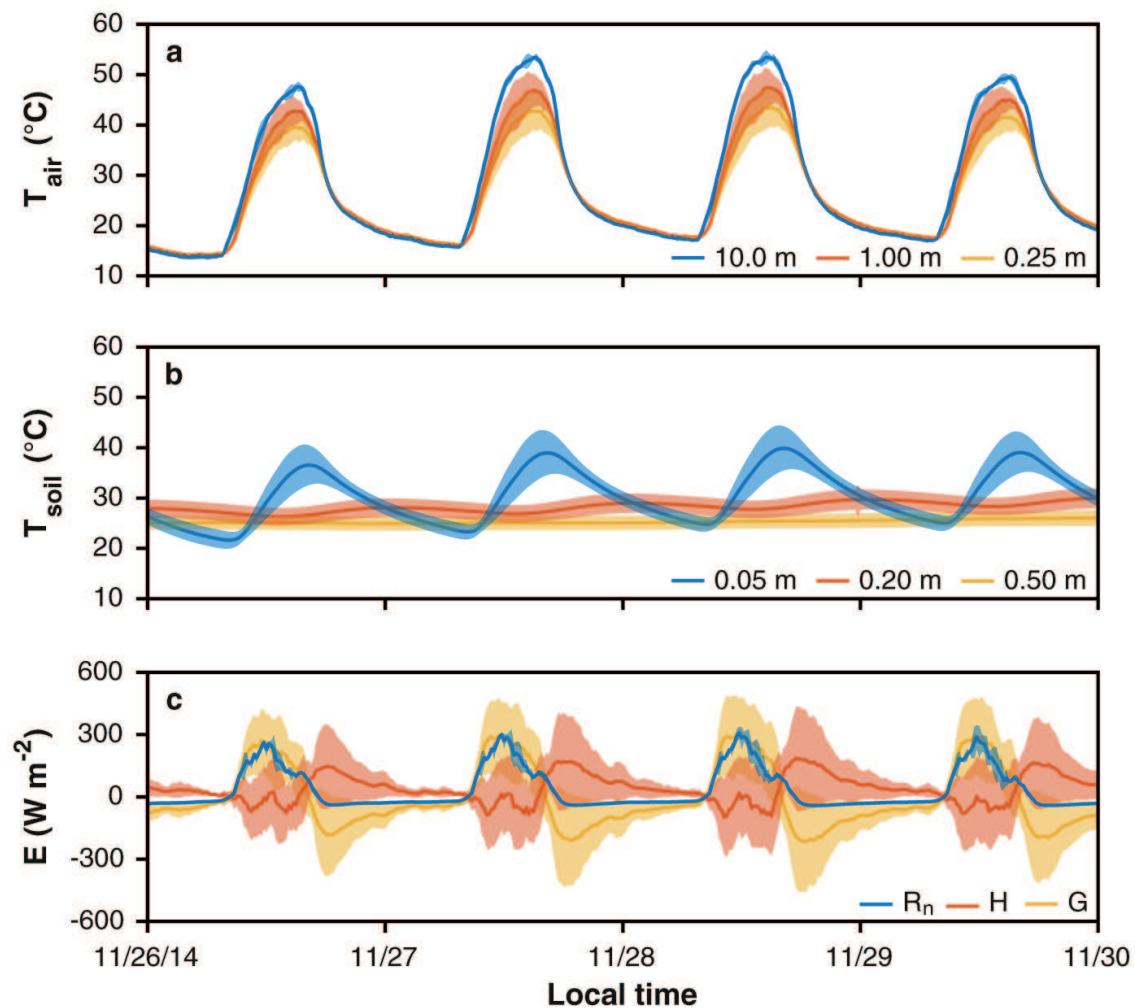 60
a
50
40
30
20
10
T_air (°C)
10.0 m 1.00 m 0.25 m
60
b
50
40
30
20
10
T_soil (°C)
0.05 m 0.20 m 0.50 m
600
c
300
0
-300
-600
E (W m⁻²)
Rₙ H G
11/26/14 11/27 11/28 11/29 11/30
Local time